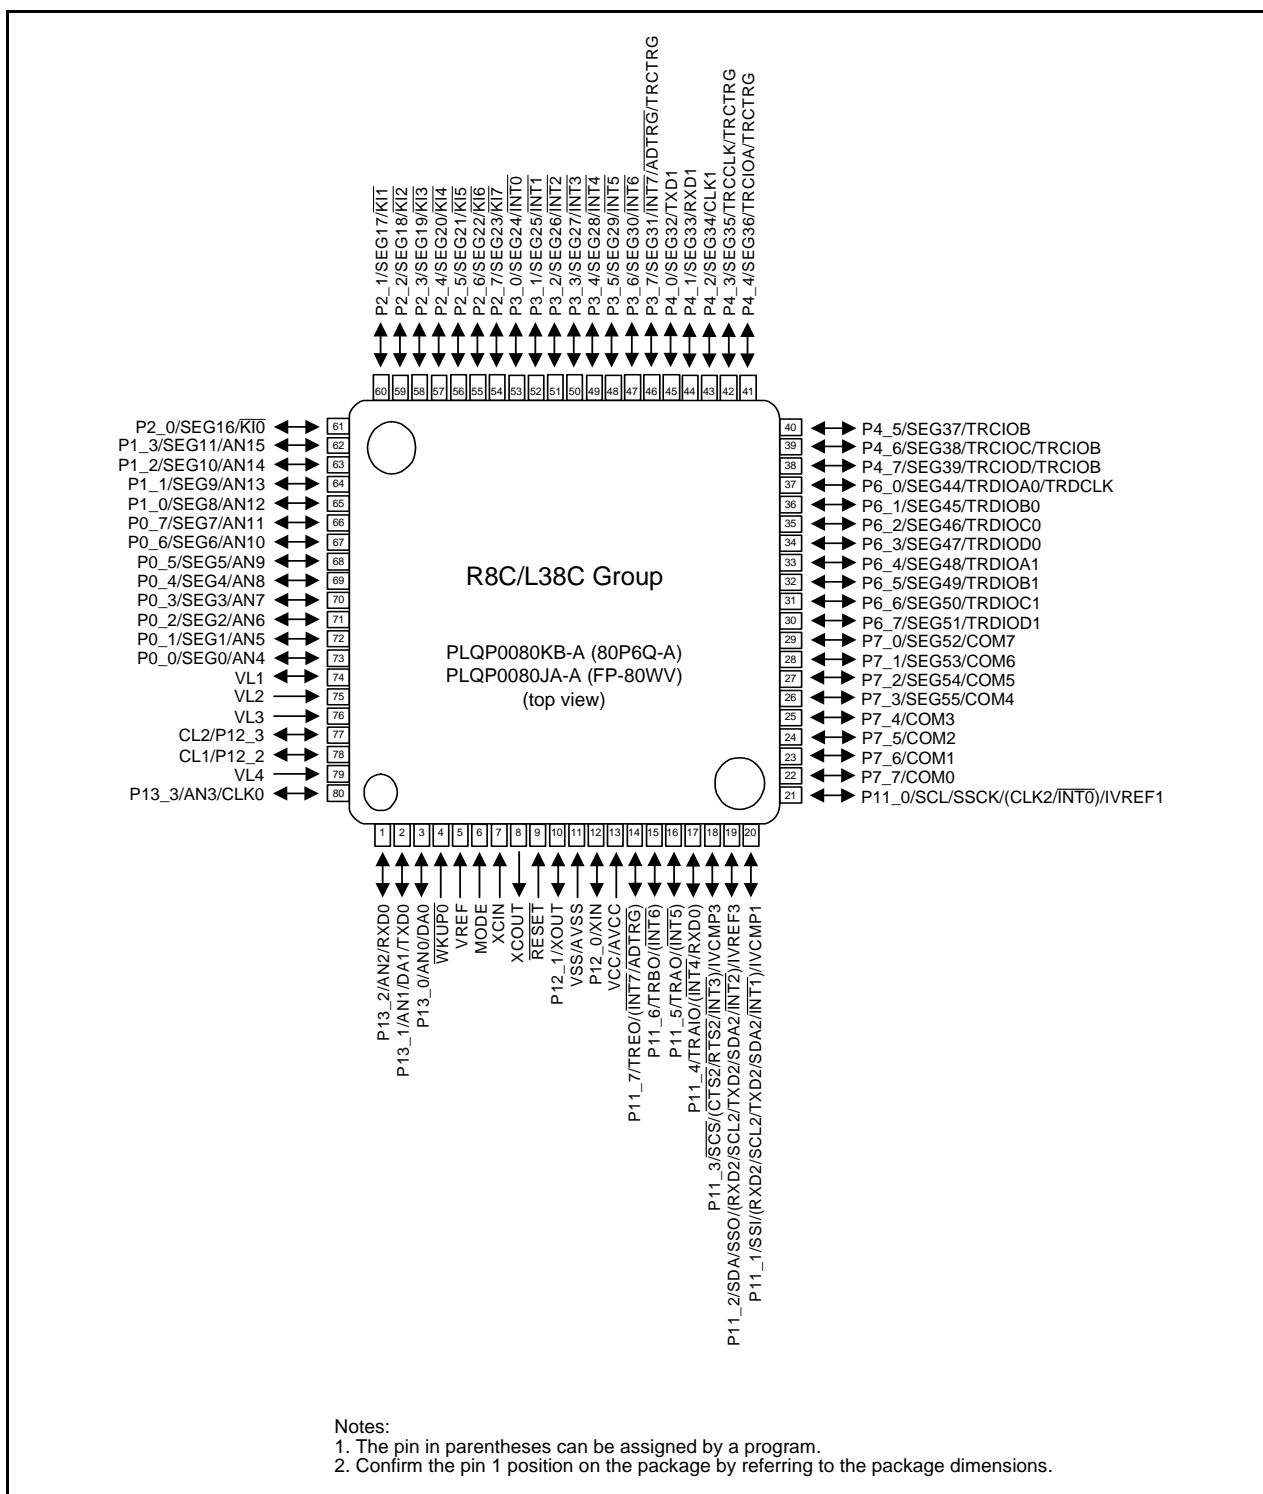 P2_1/SEG17/KI1
P2_2/SEG18/KI2
P2_3/SEG19/KI3
P2_4/SEG20/KI4
P2_5/SEG21/KI5
P2_6/SEG22/KI6
P2_7/SEG23/KI7
P3_0/SEG24/INT0
P3_1/SEG25/INT1
P3_2/SEG26/INT2
P3_3/SEG27/INT3
P3_4/SEG28/INT4
P3_5/SEG29/INT5
P3_6/SEG30/INT6
P3_7/SEG31/INT7/ADTRG/TRCTRG
P4_0/SEG32/TXD1
P4_1/SEG33/RXD1
P4_2/SEG34/CLK1
P4_3/SEG35/TRCCLK/TRCTRG
P4_4/SEG36/TRCIOA/TRCTRG
60 59 58 57 56 55 54 53 52 51 50 49 48 47 46 45 44 43 42 41
P2_0/SEG16/KI0 61
P1_3/SEG11/AN15 62
P1_2/SEG10/AN14 63
P1_1/SEG9/AN13 64
P1_0/SEG8/AN12 65
P0_7/SEG7/AN11 66
P0_6/SEG6/AN10 67
P0_5/SEG5/AN9 68
P0_4/SEG4/AN8 69
P0_3/SEG3/AN7 70
P0_2/SEG2/AN6 71
P0_1/SEG1/AN5 72
P0_0/SEG0/AN4 73
VL1 74
VL2 75
VL3 76
CL2/P12_3 77
CL1/P12_2 78
VL4 79
P13_3/AN3/CLK0 80
R8C/L38C Group
PLQP0080KB-A (80P6Q-A)
PLQP0080JA-A (FP-80WV)
(top view)
40 P4_5/SEG37/TRCIOB
39 P4_6/SEG38/TRCIOC/TRCIOB
38 P4_7/SEG39/TRCIOD/TRCIOB
37 P6_0/SEG44/TRDIOA0/TRDCLK
36 P6_1/SEG45/TRDIOB0
35 P6_2/SEG46/TRDIOC0
34 P6_3/SEG47/TRDIOD0
33 P6_4/SEG48/TRDIOA1
32 P6_5/SEG49/TRDIOB1
31 P6_6/SEG50/TRDIOC1
30 P6_7/SEG51/TRDIOD1
29 P7_0/SEG52/COM7
28 P7_1/SEG53/COM6
27 P7_2/SEG54/COM5
26 P7_3/SEG55/COM4
25 P7_4/COM3
24 P7_5/COM2
23 P7_6/COM1
22 P7_7/COM0
21 P11_0/SCL/SSCK/(CLK2/INT0)/IVREF1
1 2 3 4 5 6 7 8 9 10 11 12 13 14 15 16 17 18 19 20
P13_2/AN2/RXD0
P13_1/AN1/DA1/TXD0
P13_0/AN0/DA0
WKUP0
VREF
MODE
XCIN
XCOUT
RESET
P12_1/XOUT
VSS/AVSS
P12_0/XIN
VCC/AVCC
P11_7/TREO/(INT7/ADTRG)
P11_6/TRBO/(INT6)
P11_5/TRAO/(INT5)
P11_4/TRAIO/(INT4/RXD0)
P11_3/SCS/(CTS2/RTS2/INT3)/IVCMP3
P11_2/SDA/SSO/(RXD2/SCL2/TXD2/SDA2/INT2)/IVREF3
P11_1/SSI/(RXD2/SCL2/TXD2/SDA2/INT1)/IVCMP1
Notes:
1. The pin in parentheses can be assigned by a program.
2. Confirm the pin 1 position on the package by referring to the package dimensions.